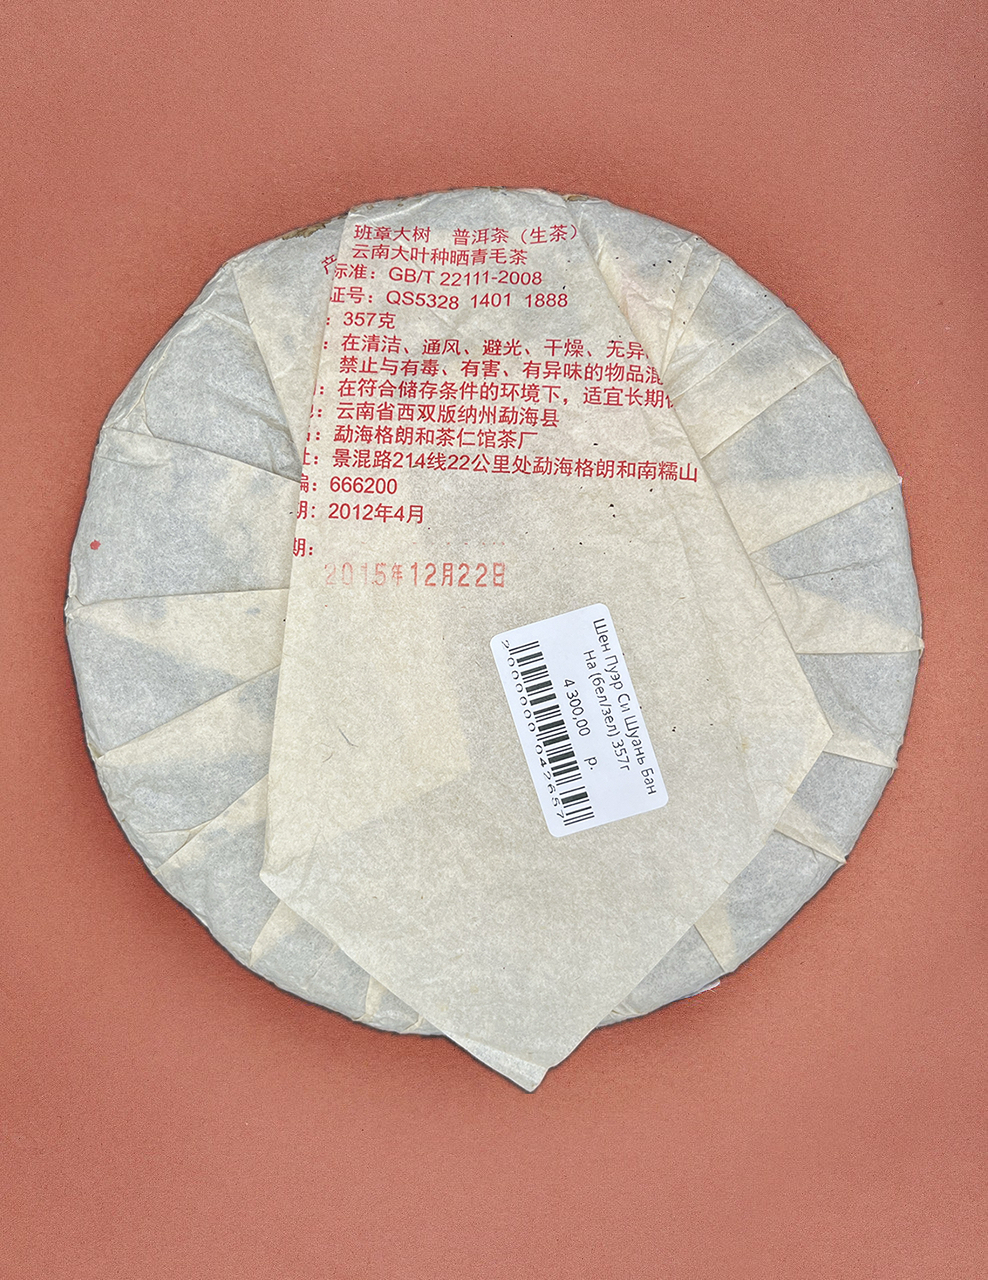 班章大树 普洱茶（生茶）
云南大叶种晒青毛茶
产
标准：GB/T 22111-2008
证号：QS5328 1401 1888
：357克
：在清洁、通风、避光、干燥、无异
禁止与有毒、有害、有异味的物品混
：在符合储存条件的环境下，适宜长期
：云南省西双版纳州勐海县
：勐海格朗和茶仁馆茶厂
址：景混路214线22公里处勐海格朗和南糯山
编：666200
期：2012年4月
期：
2015年12月22日
Шен Пуэр Си Шуань Бан
На (бел/зел) 357г
4 300,00 р.
2000000047657